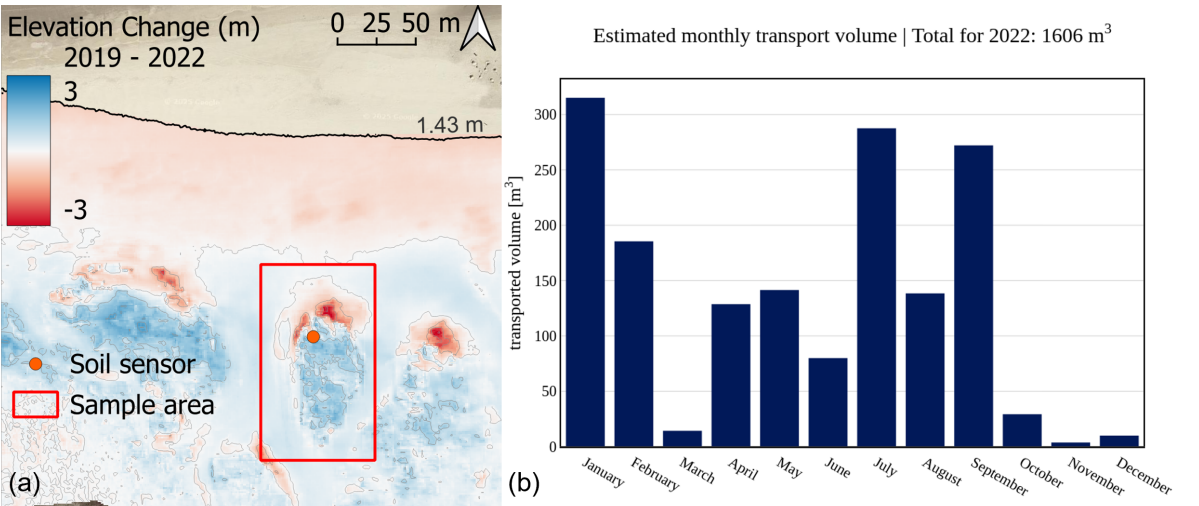 Elevation Change (m)
2019 - 2022
3
-3
0 25 50 m
1.43 m
Soil sensor
Sample area
(a)
Estimated monthly transport volume | Total for 2022: 1606 m³
transported volume [m³]
300
250
200
150
100
50
0
January
February
March
April
May
June
July
August
September
October
November
December
(b)